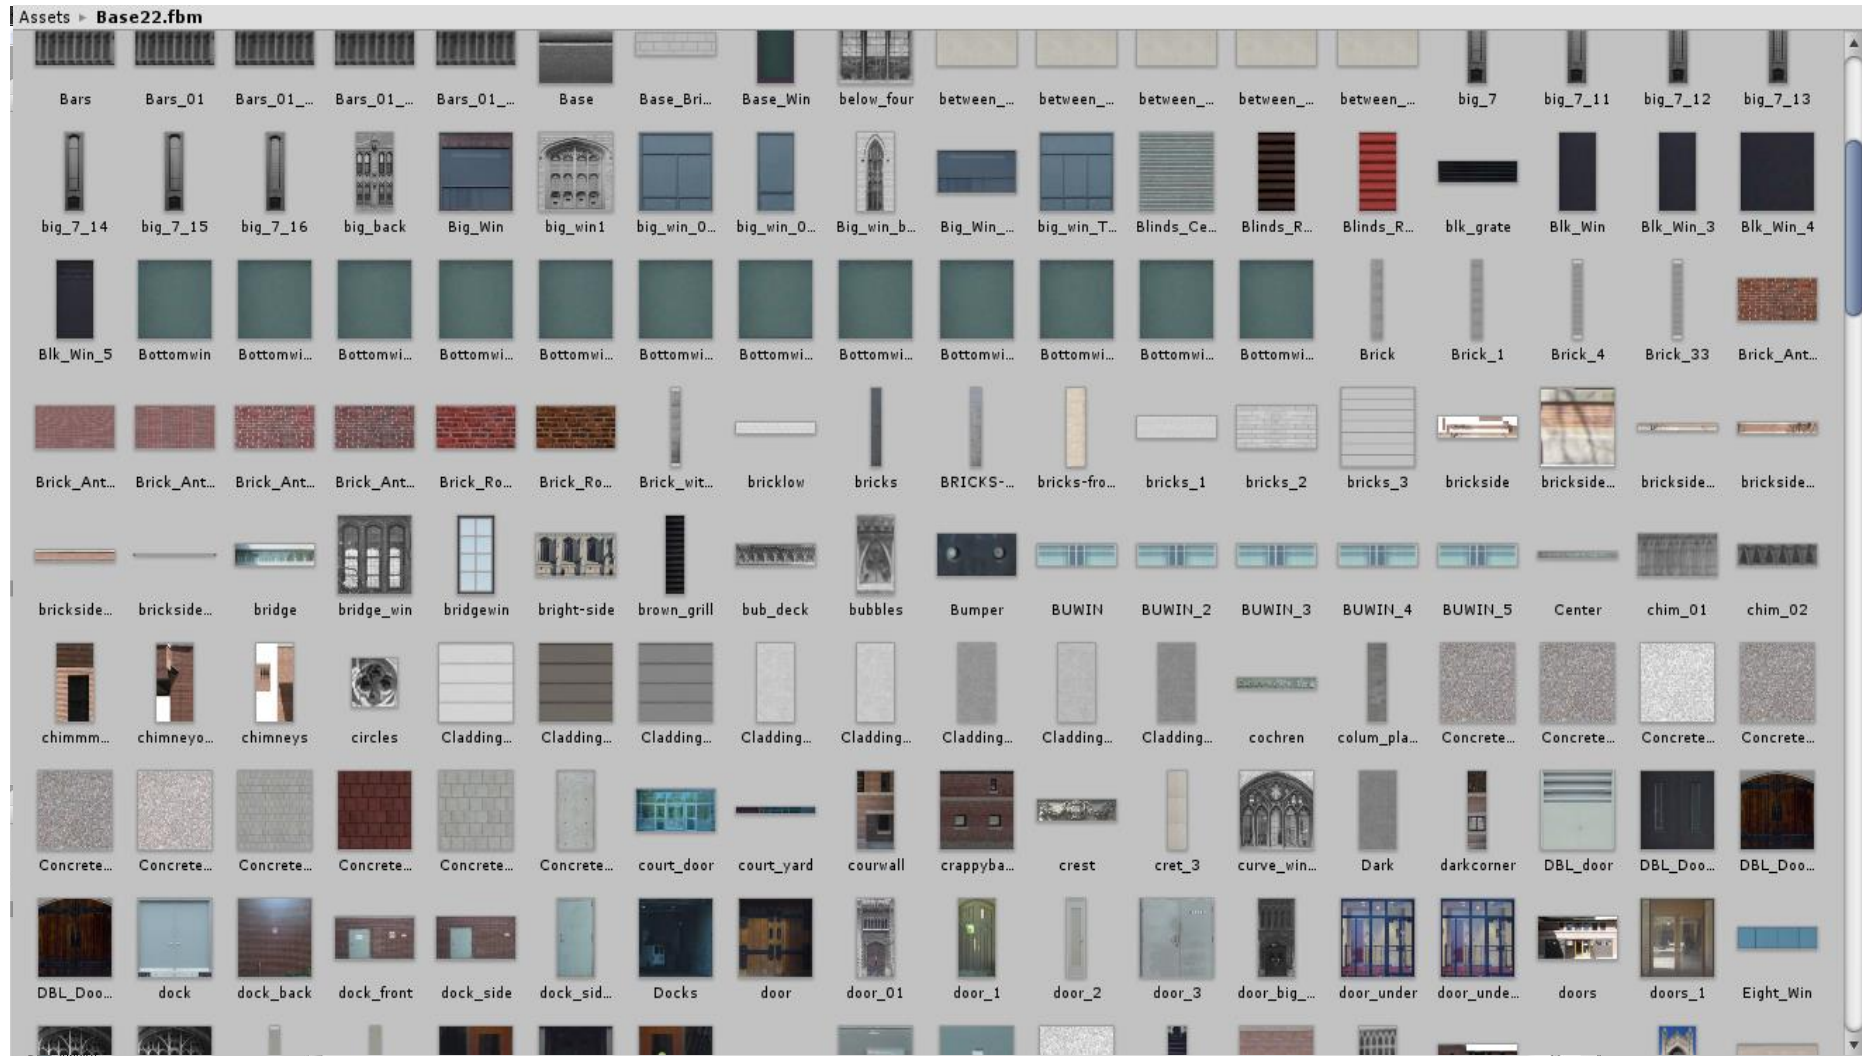 Assets ▸ Base22.fbm
Bars Bars_01 Bars_01_... Bars_01_... Bars_01_... Base Base_Bri... Base_Win below_four between_... between_... between_... between_... between_... big_7 big_7_11 big_7_12 big_7_13
big_7_14 big_7_15 big_7_16 big_back Big_Win big_win1 big_win_0... big_win_0... Big_win_b... Big_Win_... big_win_T... Blinds_Ce... Blinds_R... Blinds_R... blk_grate Blk_Win Blk_Win_3 Blk_Win_4
Blk_Win_5 Bottomwin Bottomwi... Bottomwi... Bottomwi... Bottomwi... Bottomwi... Bottomwi... Bottomwi... Bottomwi... Bottomwi... Bottomwi... Bottomwi... Brick Brick_1 Brick_4 Brick_33 Brick_Ant...
Brick_Ant... Brick_Ant... Brick_Ant... Brick_Ant... Brick_Ro... Brick_Ro... Brick_wit... bricklow bricks BRICKS-... bricks-fro... bricks_1 bricks_2 bricks_3 brickside brickside... brickside... brickside...
brickside... brickside... bridge bridge_win bridgewin bright-side brown_grill bub_deck bubbles Bumper BUWIN BUWIN_2 BUWIN_3 BUWIN_4 BUWIN_5 Center chim_01 chim_02
chimmm... chimneyo... chimneys circles Cladding... Cladding... Cladding... Cladding... Cladding... Cladding... Cladding... Cladding... cochren colum_pla... Concrete... Concrete... Concrete... Concrete...
Concrete... Concrete... Concrete... Concrete... Concrete... Concrete... court_door court_yard courwall crappyba... crest cret_3 curve_win... Dark darkcorner DBL_door DBL_Doo... DBL_Doo...
DBL_Doo... dock dock_back dock_front dock_side dock_sid... Docks door door_01 door_1 door_2 door_3 door_big_... door_under door_unde... doors doors_1 Eight_Win